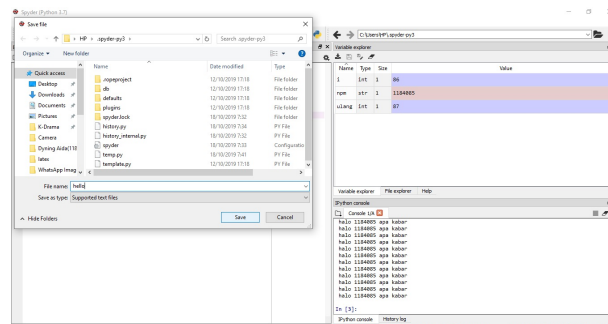 Spyder (Python 3.7)
Save file
HP > .spyder-py3
Search .spyder-py3
Organize
New folder
Name
Date modified
Type
Quick access
Desktop
Downloads
Documents
Pictures
K-Drama
Camera
Dyning Aida(118
lates
WhatsApp Imag
.ropeproject 12/10/2019 17:18 File folder
db 12/10/2019 17:18 File folder
defaults 12/10/2019 17:18 File folder
plugins 12/10/2019 17:18 File folder
spyder.lock 18/10/2019 7:32 File folder
history.py 18/10/2019 7:34 PY File
history_internal.py 18/10/2019 7:32 PY File
spyder 18/10/2019 7:33 Configuratio
temp.py 18/10/2019 7:41 PY File
template.py 12/10/2019 17:18 PY File
File name: hello
Save as type: Supported text files
Hide Folders
Save
Cancel
C:\Users\HP\.spyder-py3
Variable explorer
Name Type Size Value
i int 1 86
npm str 1 1184085
ulang int 1 87
Variable explorer File explorer Help
IPython console
Console 1/A
halo 1184085 apa kabar
halo 1184085 apa kabar
halo 1184085 apa kabar
halo 1184085 apa kabar
halo 1184085 apa kabar
halo 1184085 apa kabar
halo 1184085 apa kabar
halo 1184085 apa kabar
halo 1184085 apa kabar
halo 1184085 apa kabar
In [3]:
IPython console History log